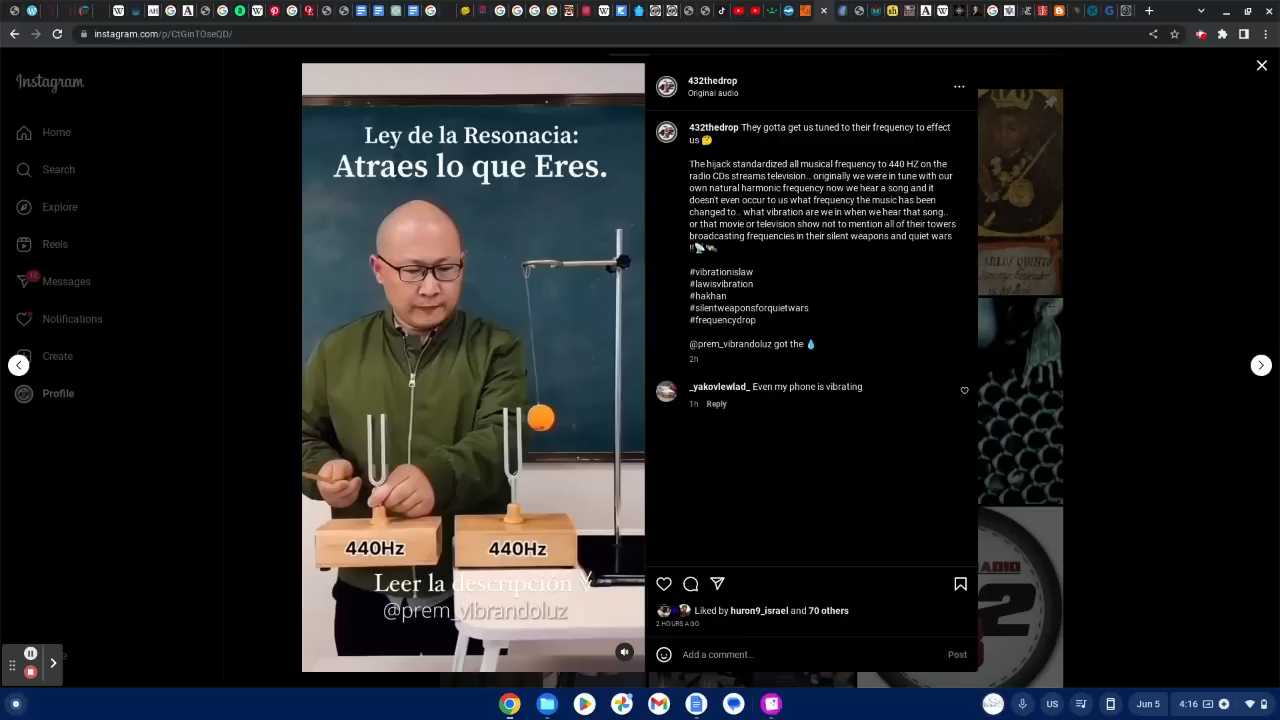 instagram.com/p/CtGinTOseQD/
Instagram
Home
Search
Explore
Reels
12
Messages
Notifications
Create
Profile
Ley de la Resonacia:
Atraes lo que Eres.
440Hz
440Hz
Leer la descripción
@prem_vibrandoluz
432thedrop
Original audio
432thedrop They gotta get us tuned to their frequency to effect
us 🤔
The hijack standardized all musical frequency to 440 HZ on the
radio CDs streams television.. originally we were in tune with our
own natural harmonic frequency now we hear a song and it
doesn't even occur to us what frequency the music has been
changed to.. what vibration are we in when we hear that song..
or that movie or television show not to mention all of their towers
broadcasting frequencies in their silent weapons and quiet wars
‼️📡🛰️
#vibrationislaw
#lawisvibration
#hakhan
#silentweaponsforquietwars
#frequencydrop
@prem_vibrandoluz got the 💧
2h
_yakovlewlad_ Even my phone is vibrating
1h Reply
Liked by huron9_israel and 70 others
2 HOURS AGO
Add a comment...
Post
US
Jun 5
4:16